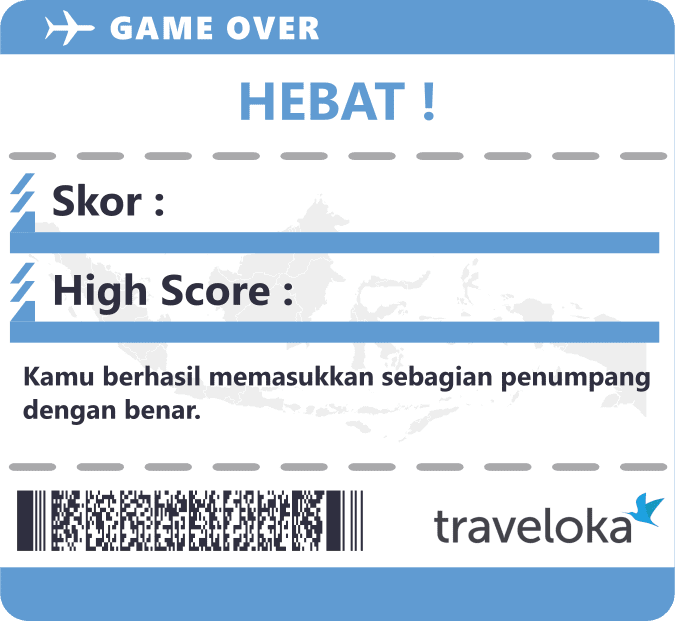 GAME OVER
HEBAT !
Skor :
High Score :
Kamu berhasil memasukkan sebagian penumpang
dengan benar.
traveloka